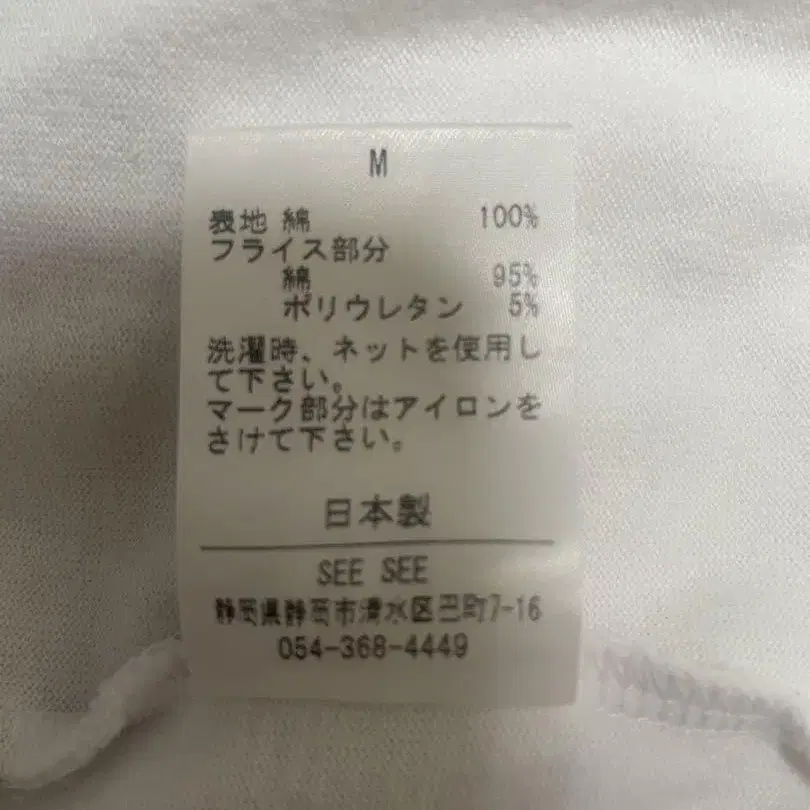 M
表地 綿 100%
フライス部分
綿 95%
ポリウレタン 5%
洗濯時、ネットを使用し
て下さい。
マーク部分はアイロンを
さけて下さい。
日本製
SEE SEE
静岡県静岡市清水区巴町7-16
054-368-4449